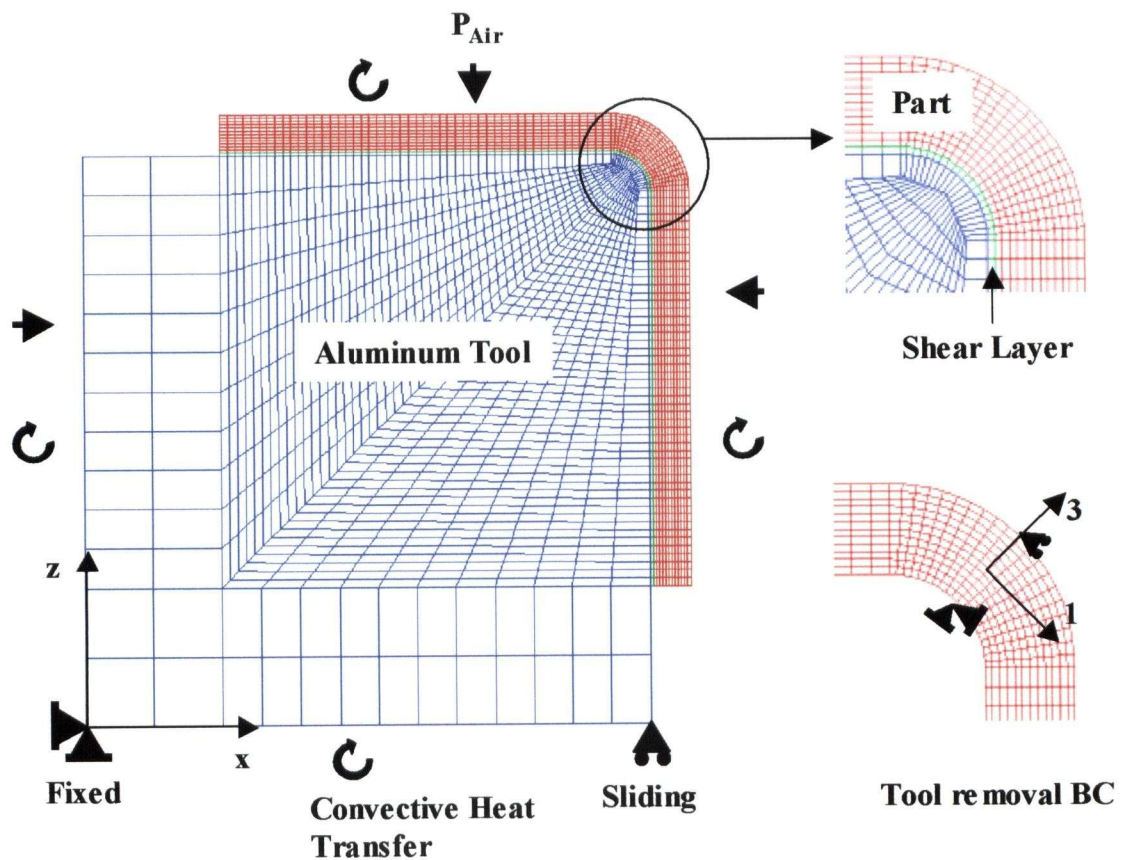 P_Air
Part
Aluminum Tool
Shear Layer
z
3
1
x
Fixed
Convective Heat
Transfer
Sliding
Tool removal BC